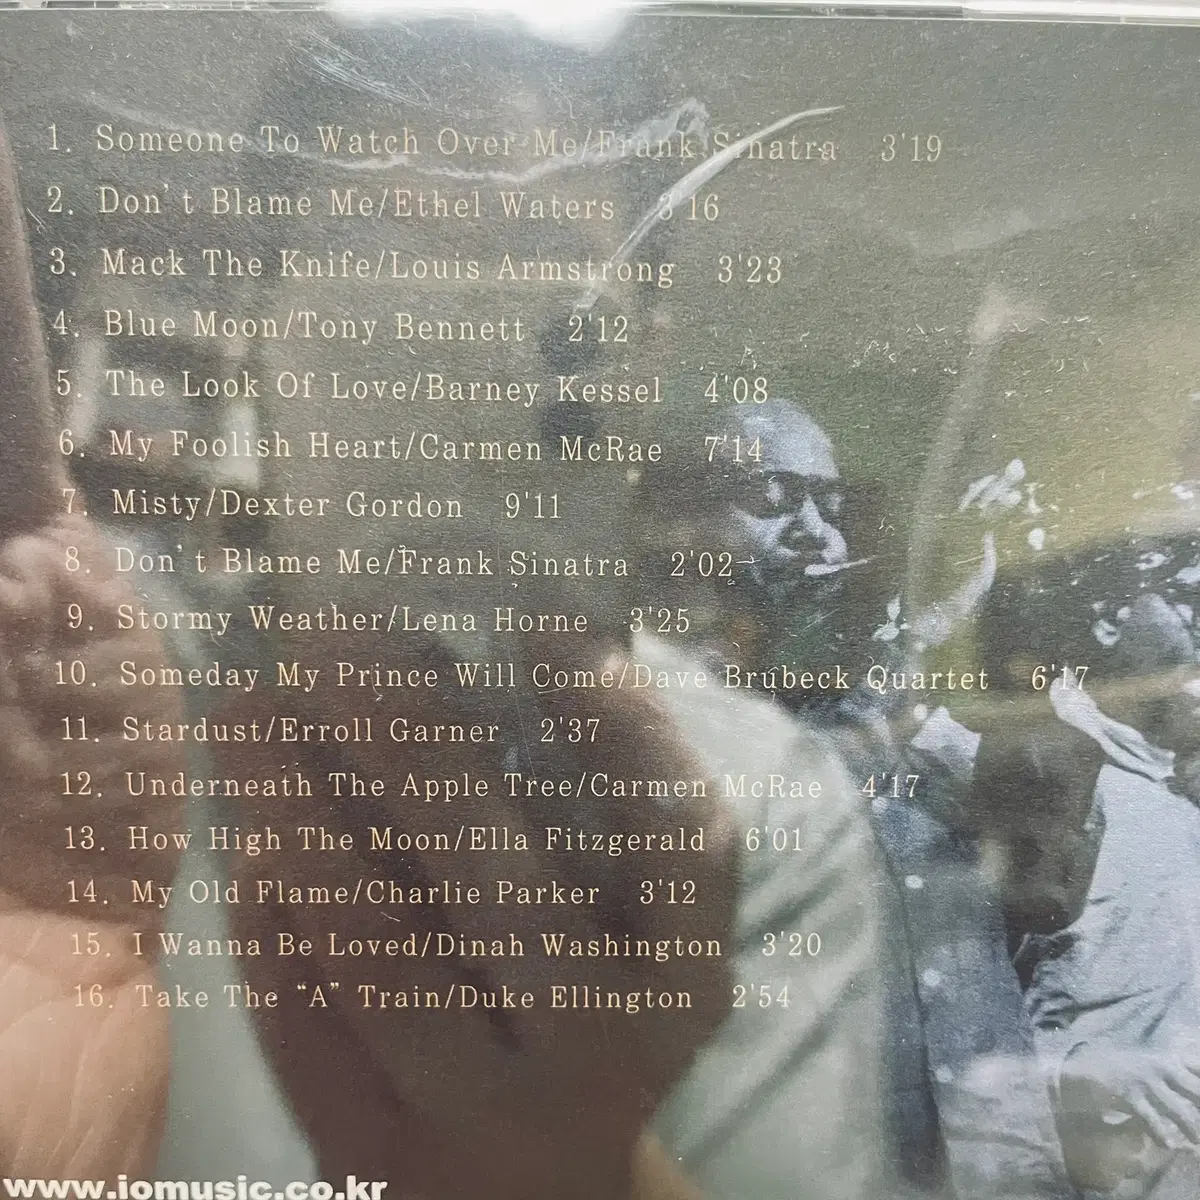 1. Someone To Watch Over Me/Frank Sinatra 3'19
2. Don't Blame Me/Ethel Waters 3'16
3. Mack The Knife/Louis Armstrong 3'23
4. Blue Moon/Tony Bennett 2'12
5. The Look Of Love/Barney Kessel 4'08
6. My Foolish Heart/Carmen McRae 7'14
7. Misty/Dexter Gordon 9'11
8. Don't Blame Me/Frank Sinatra 2'02
9. Stormy Weather/Lena Horne 3'25
10. Someday My Prince Will Come/Dave Brubeck Quartet 6'17
11. Stardust/Erroll Garner 2'37
12. Underneath The Apple Tree/Carmen McRae 4'17
13. How High The Moon/Ella Fitzgerald 6'01
14. My Old Flame/Charlie Parker 3'12
15. I Wanna Be Loved/Dinah Washington 3'20
16. Take The “A” Train/Duke Ellington 2'54
www.iomusic.co.kr